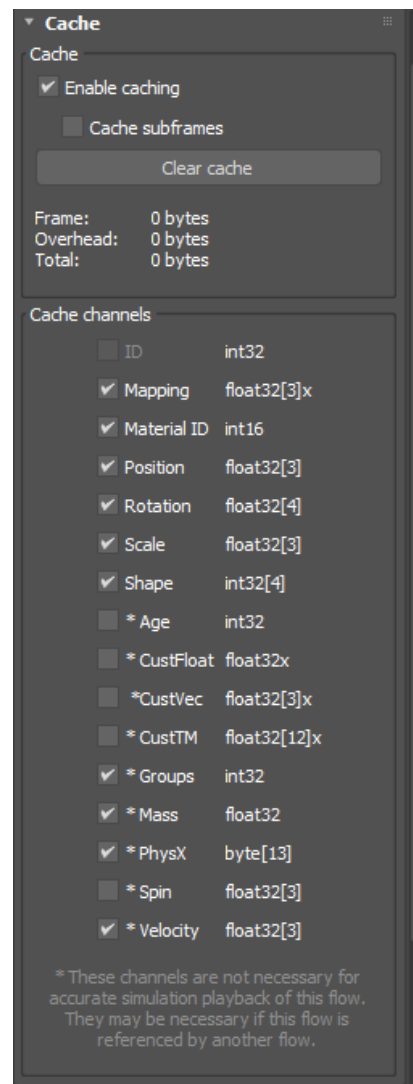 Cache
Cache
Enable caching
Cache subframes
Clear cache
Frame: 0 bytes
Overhead: 0 bytes
Total: 0 bytes
Cache channels
ID int32
Mapping float32[3]x
Material ID int16
Position float32[3]
Rotation float32[4]
Scale float32[3]
Shape int32[4]
* Age int32
* CustFloat float32x
*CustVec float32[3]x
* CustTM float32[12]x
* Groups int32
* Mass float32
* PhysX byte[13]
* Spin float32[3]
* Velocity float32[3]
* These channels are not necessary for
accurate simulation playback of this flow.
They may be necessary if this flow is
referenced by another flow.